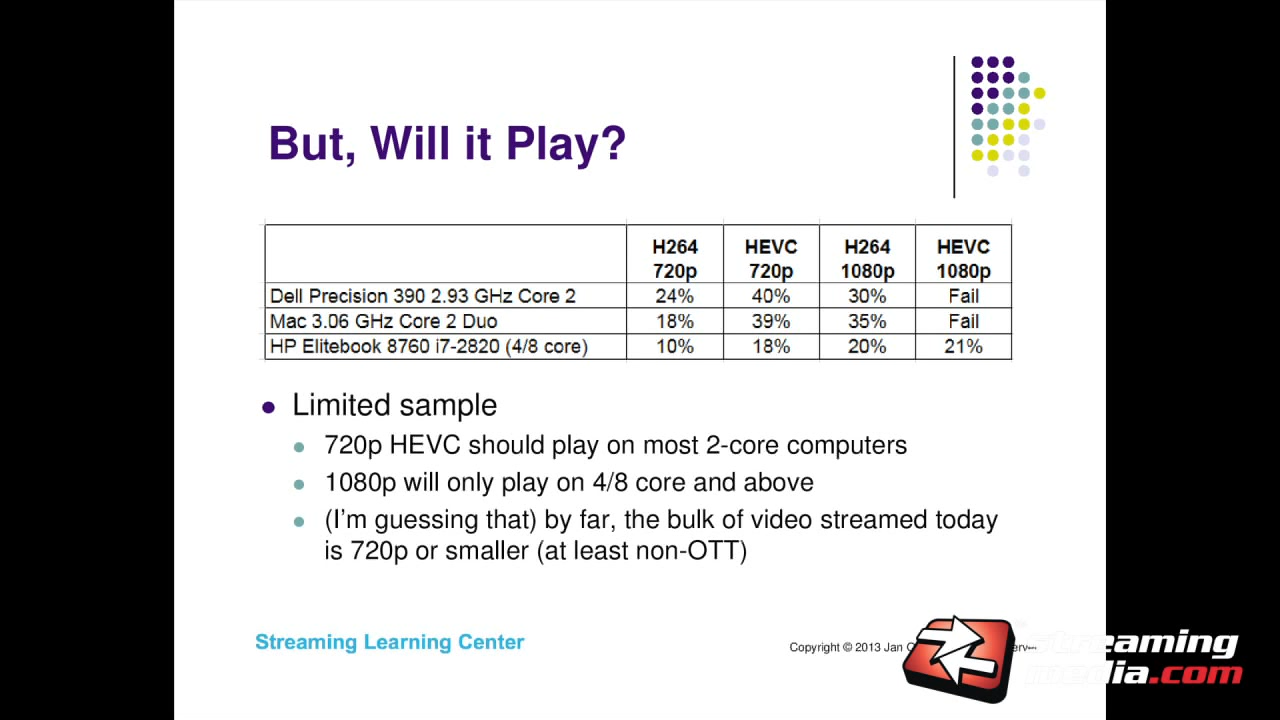 But, Will it Play?
H264 HEVC H264 HEVC
720p 720p 1080p 1080p
Dell Precision 390 2.93 GHz Core 2 24% 40% 30% Fail
Mac 3.06 GHz Core 2 Duo 18% 39% 35% Fail
HP Elitebook 8760 i7-2820 (4/8 core) 10% 18% 20% 21%
Limited sample
720p HEVC should play on most 2-core computers
1080p will only play on 4/8 core and above
(I'm guessing that) by far, the bulk of video streamed today
is 720p or smaller (at least non-OTT)
Streaming Learning Center
Copyright © 2013 Jan
streaming
media.com